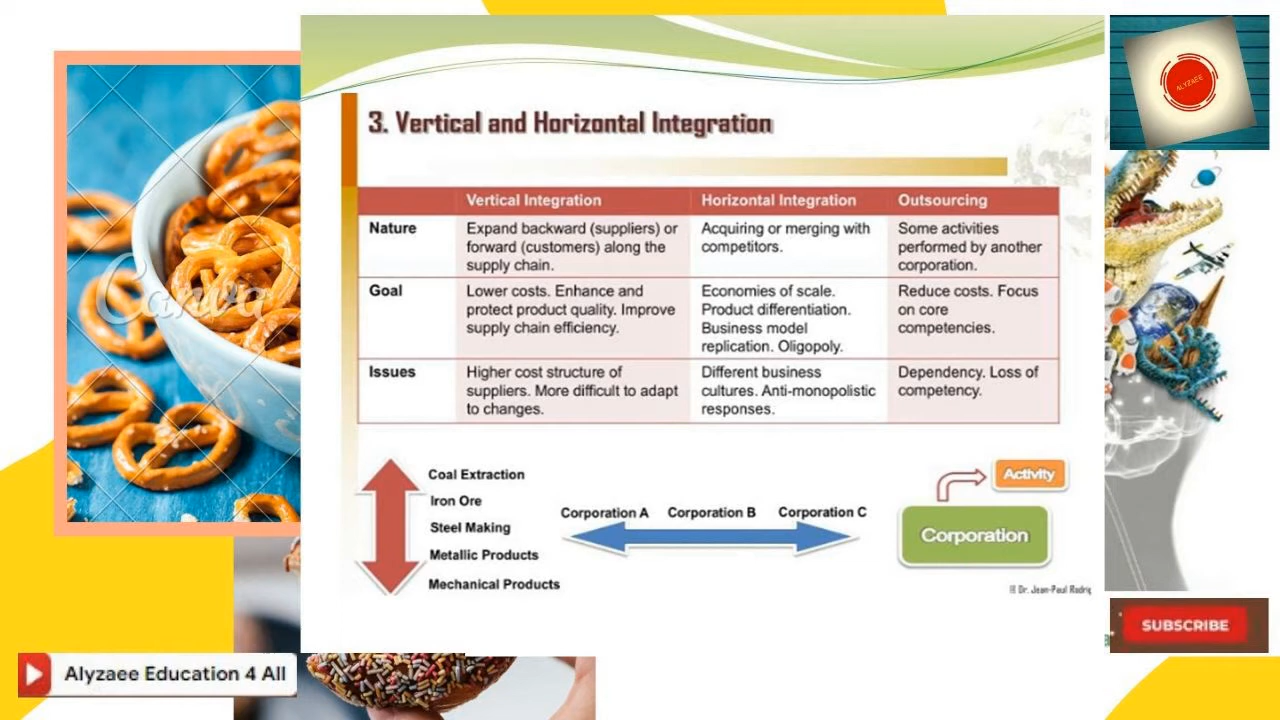 ALYZAEE
3. Vertical and Horizontal Integration
Vertical Integration
Horizontal Integration
Outsourcing
Nature
Expand backward (suppliers) or
forward (customers) along the
supply chain.
Acquiring or merging with
competitors.
Some activities
performed by another
corporation.
Goal
Lower costs. Enhance and
protect product quality. Improve
supply chain efficiency.
Economies of scale.
Product differentiation.
Business model
replication. Oligopoly.
Reduce costs. Focus
on core
competencies.
Issues
Higher cost structure of
suppliers. More difficult to adapt
to changes.
Different business
cultures. Anti-monopolistic
responses.
Dependency. Loss of
competency.
Coal Extraction
Iron Ore
Steel Making
Metallic Products
Mechanical Products
Corporation A
Corporation B
Corporation C
Activity
Corporation
Dr. Jean-Paul
Canva
SUBSCRIBE
Alyzaee Education 4 All